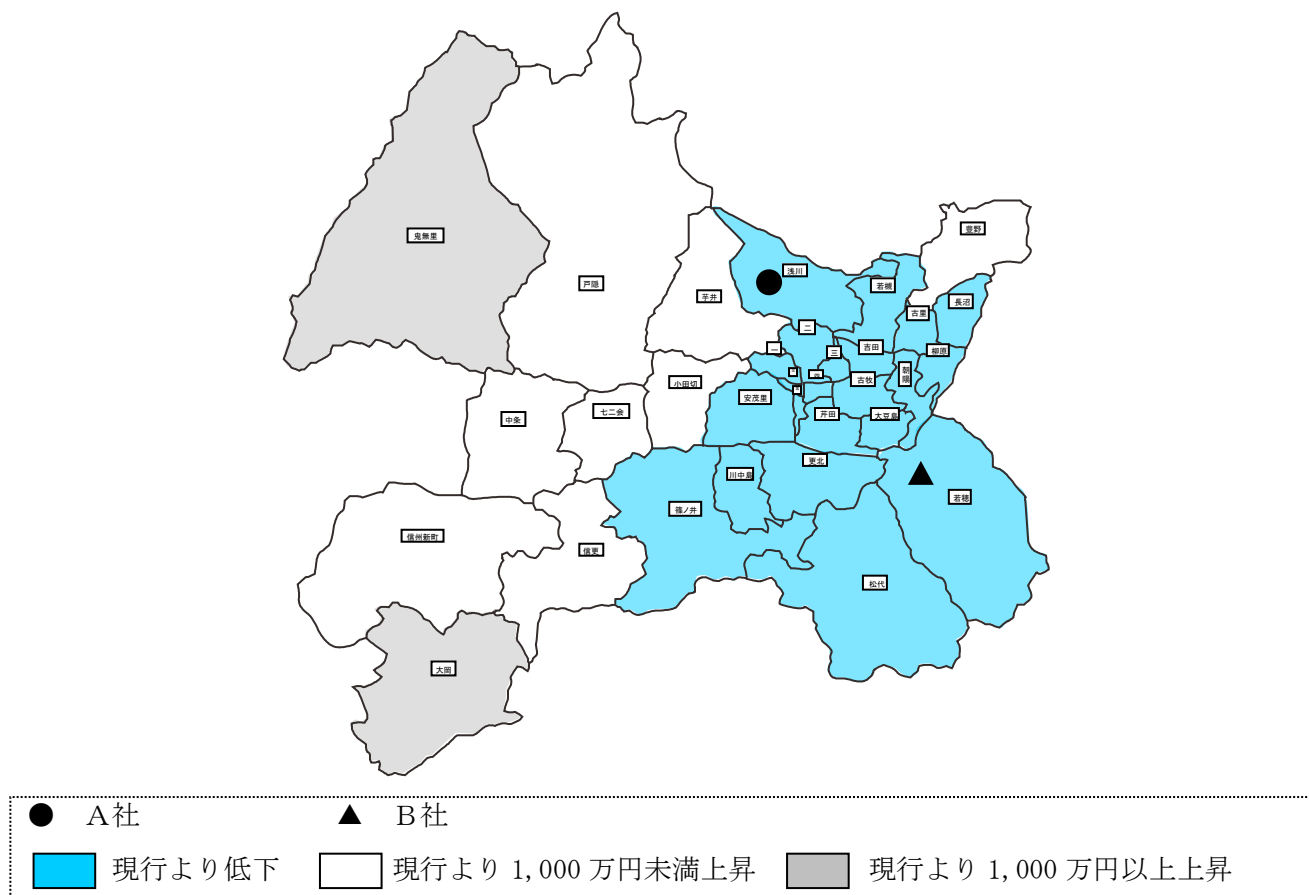 豊野
鬼無里
浅川
戸隠
若槻
芋井
長沼
古里
二
吉田
一
三
柳原
朝陽
古牧
小田切
安茂里
七二会
芹田
大豆島
中条
更北
川中島
若穂
篠ノ井
信州新町
信更
松代
大岡
A社 B社
現行より低下 現行より 1,000 万円未満上昇 現行より 1,000 万円以上上昇